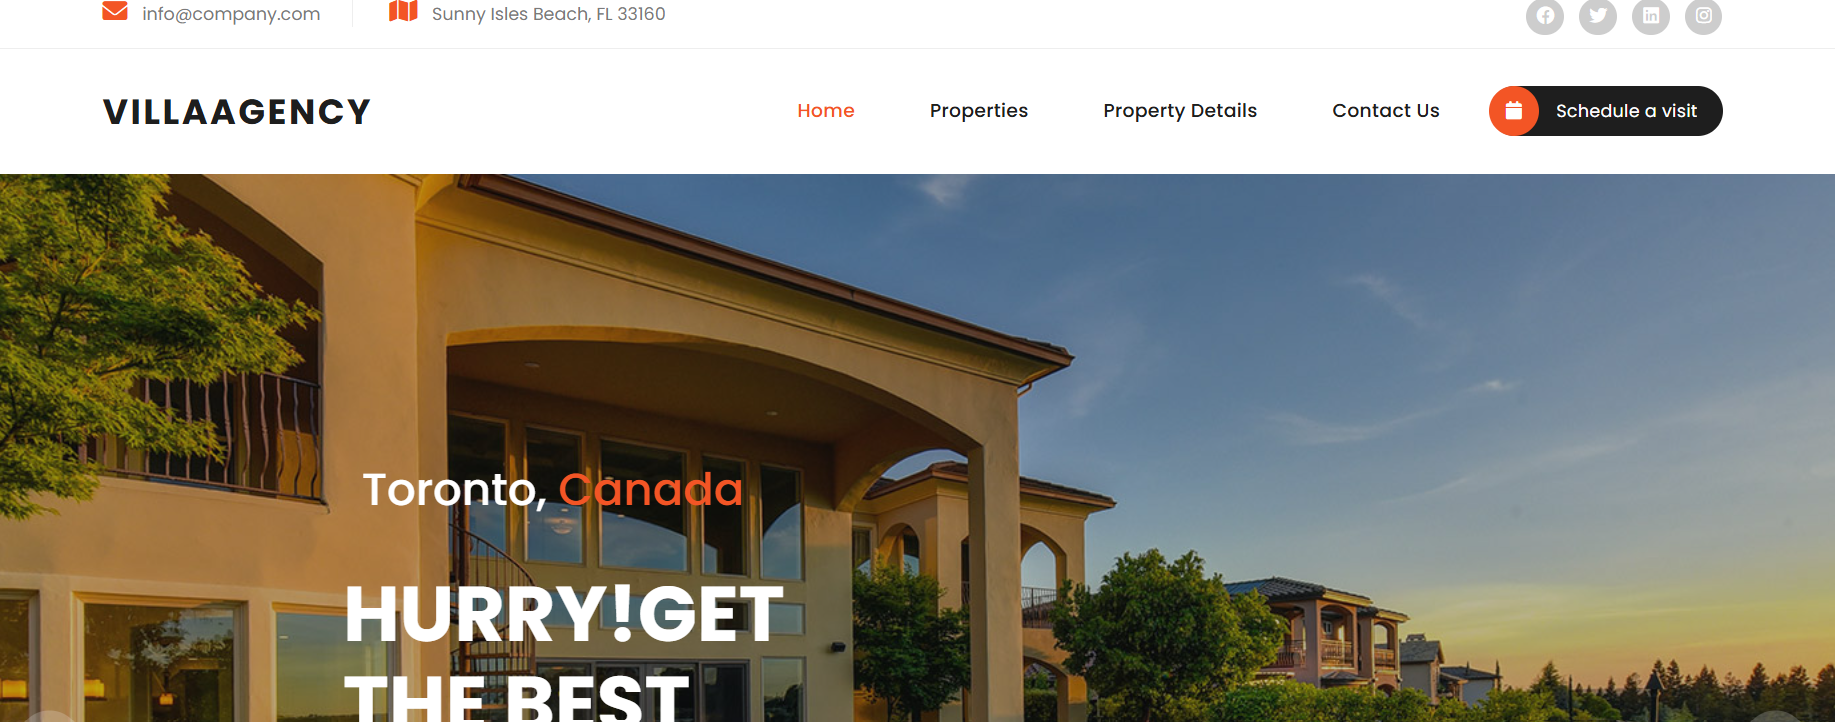 info@company.com
Sunny Isles Beach, FL 33160
VILLAAGENCY
Home
Properties
Property Details
Contact Us
Schedule a visit
Toronto, Canada
HURRY!GET
THE BEST